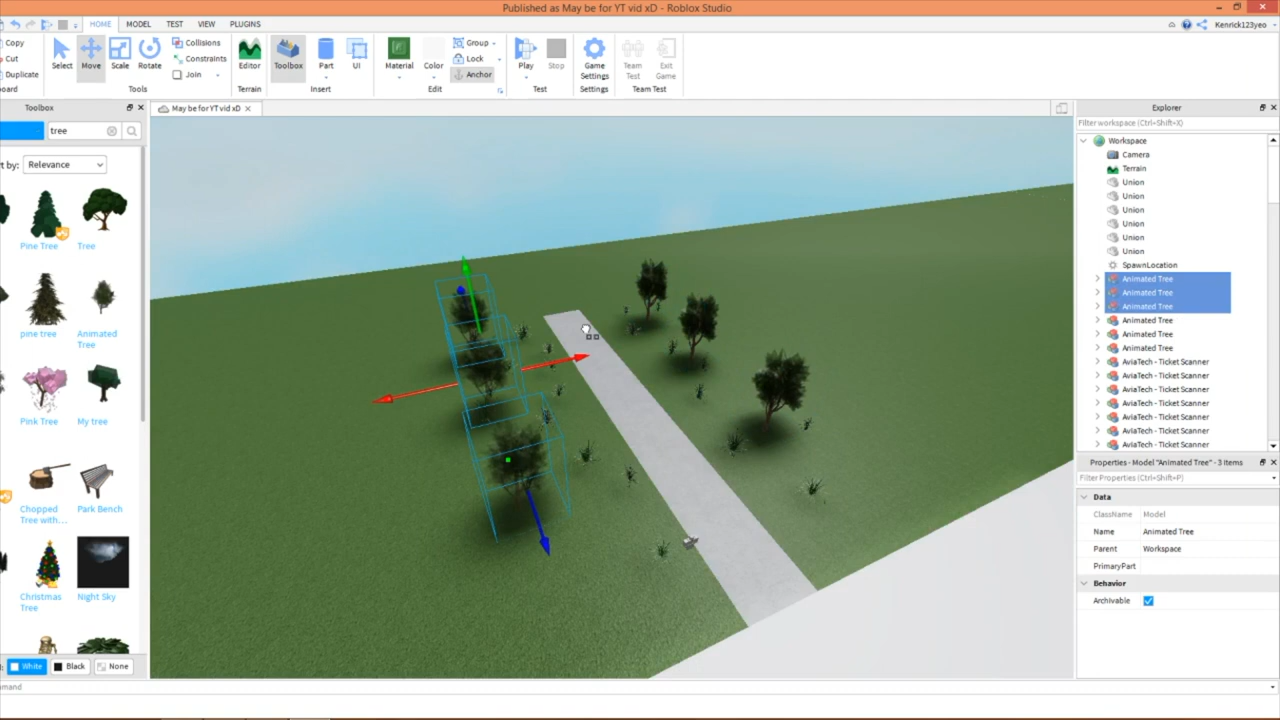 Published as May be for YT vid xD - Roblox Studio
HOME MODEL TEST VIEW PLUGINS
Kenrick123yeo
Copy
Cut
Duplicate
oard
Select Move Scale Rotate
Collisions
Constraints
Join
Tools
Editor
Terrain
Toolbox Part UI
Insert
Material Color
Group
Lock
Anchor
Edit
Play Stop
Test
Game Settings
Settings
Team Test
Exit Game
Team Test
Toolbox
May be for YT vid xD
Explorer
tree
Filter workspace (Ctrl+Shift+X)
t by: Relevance
Workspace
Camera
Terrain
Union
Union
Union
Union
Union
Union
SpawnLocation
Animated Tree
Animated Tree
Animated Tree
Animated Tree
Animated Tree
Animated Tree
AviaTech - Ticket Scanner
AviaTech - Ticket Scanner
AviaTech - Ticket Scanner
AviaTech - Ticket Scanner
AviaTech - Ticket Scanner
AviaTech - Ticket Scanner
AviaTech - Ticket Scanner
Pine Tree Tree
pine tree Animated Tree
Pink Tree My tree
Chopped Tree with... Park Bench
Christmas Tree Night Sky
Properties - Model "Animated Tree" - 3 items
Filter Properties (Ctrl+Shift+P)
Data
ClassName Model
Name Animated Tree
Parent Workspace
PrimaryPart
Behavior
Archivable
White Black None
mmand